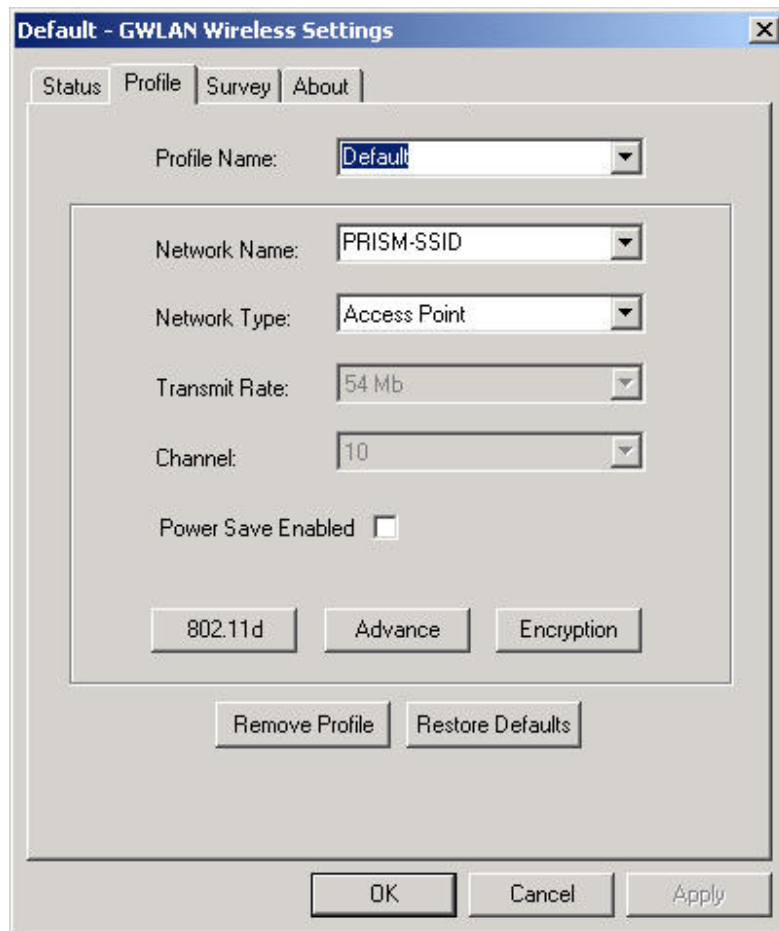 Default - GWLAN Wireless Settings
Status Profile Survey About
Profile Name: Default
Network Name: PRISM-SSID
Network Type: Access Point
Transmit Rate: 54 Mb
Channel: 10
Power Save Enabled
802.11d Advance Encryption
Remove Profile Restore Defaults
OK Cancel Apply